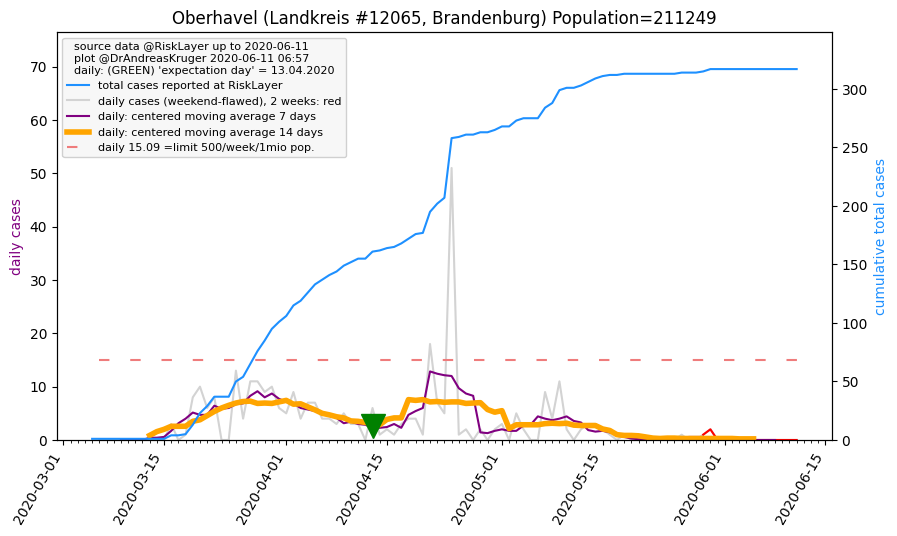 Oberhavel (Landkreis #12065, Brandenburg) Population=211249
source data @RiskLayer up to 2020-06-11
plot @DrAndreasKruger 2020-06-11 06:57
daily: (GREEN) 'expectation day' = 13.04.2020
total cases reported at RiskLayer
daily cases (weekend-flawed), 2 weeks: red
daily: centered moving average 7 days
daily: centered moving average 14 days
daily 15.09 =limit 500/week/1mio pop.
daily cases
70
60
50
40
30
20
10
0
300
250
200
150
100
50
0
cumulative total cases
2020-03-01
2020-03-15
2020-04-01
2020-04-15
2020-05-01
2020-05-15
2020-06-01
2020-06-15